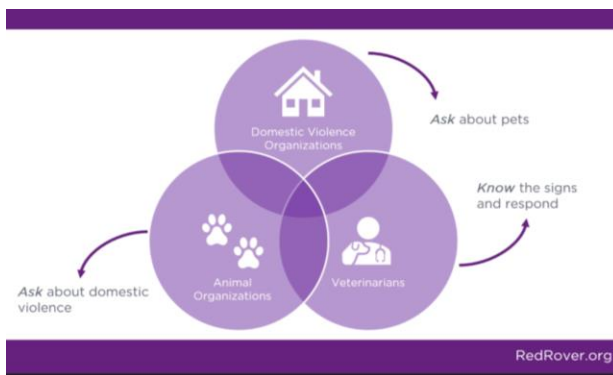 Domestic Violence
Organizations
Ask about pets
Know the signs
and respond
Animal
Organizations
Veterinarians
Ask about domestic
violence
RedRover.org